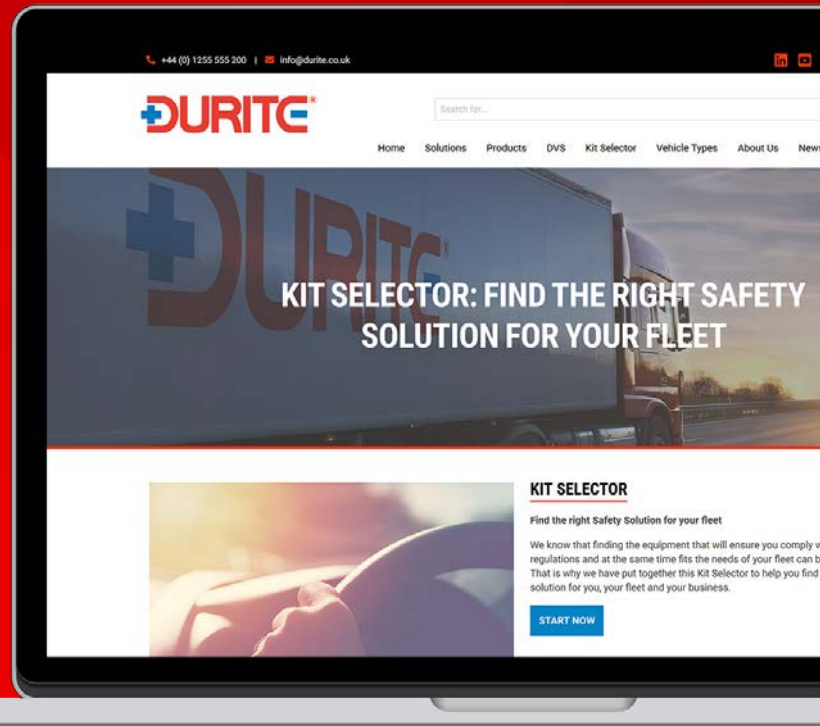 +44 (0) 1255 555 200 | info@durite.co.uk
DURITE®
Search for...
Home Solutions Products DVS Kit Selector Vehicle Types About Us News
DURITE®
KIT SELECTOR: FIND THE RIGHT SAFETY
SOLUTION FOR YOUR FLEET
KIT SELECTOR
Find the right Safety Solution for your fleet
We know that finding the equipment that will ensure you comply w
regulations and at the same time fits the needs of your fleet can b
That is why we have put together this Kit Selector to help you find
solution for you, your fleet and your business.
START NOW